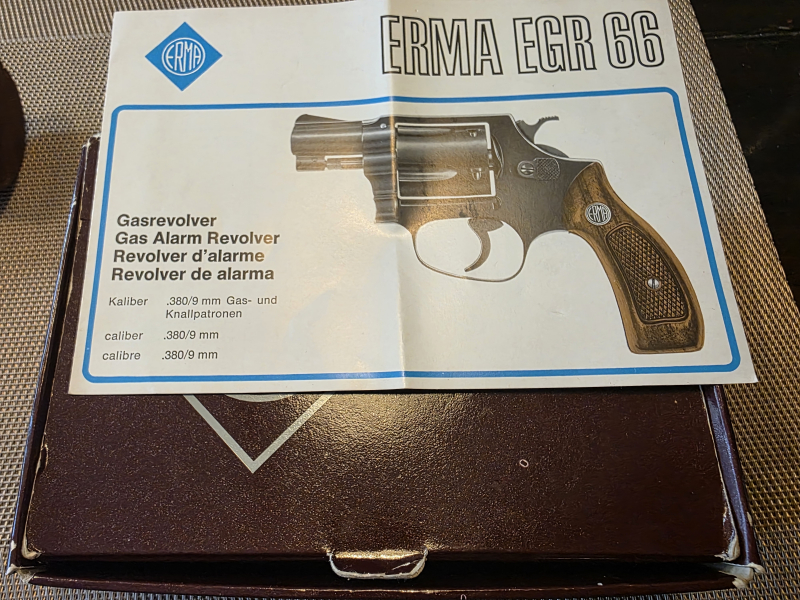 ERMA
ERMA EGR 66
ERMA
Gasrevolver
Gas Alarm Revolver
Revolver d'alarme
Revolver de alarma
Kaliber .380/9 mm Gas- und
Knallpatronen
caliber .380/9 mm
calibre .380/9 mm